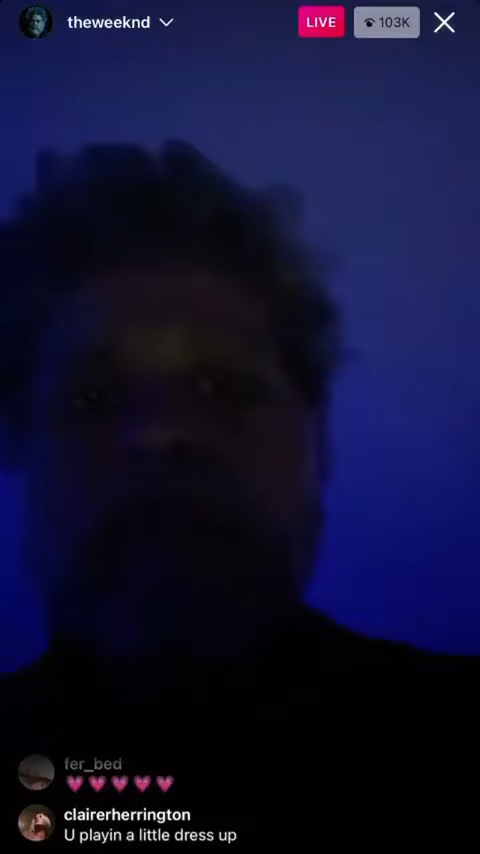 theweeknd
LIVE
103K
fer_bed
💗💗💗💗💗
clairerherrington
U playin a little dress up